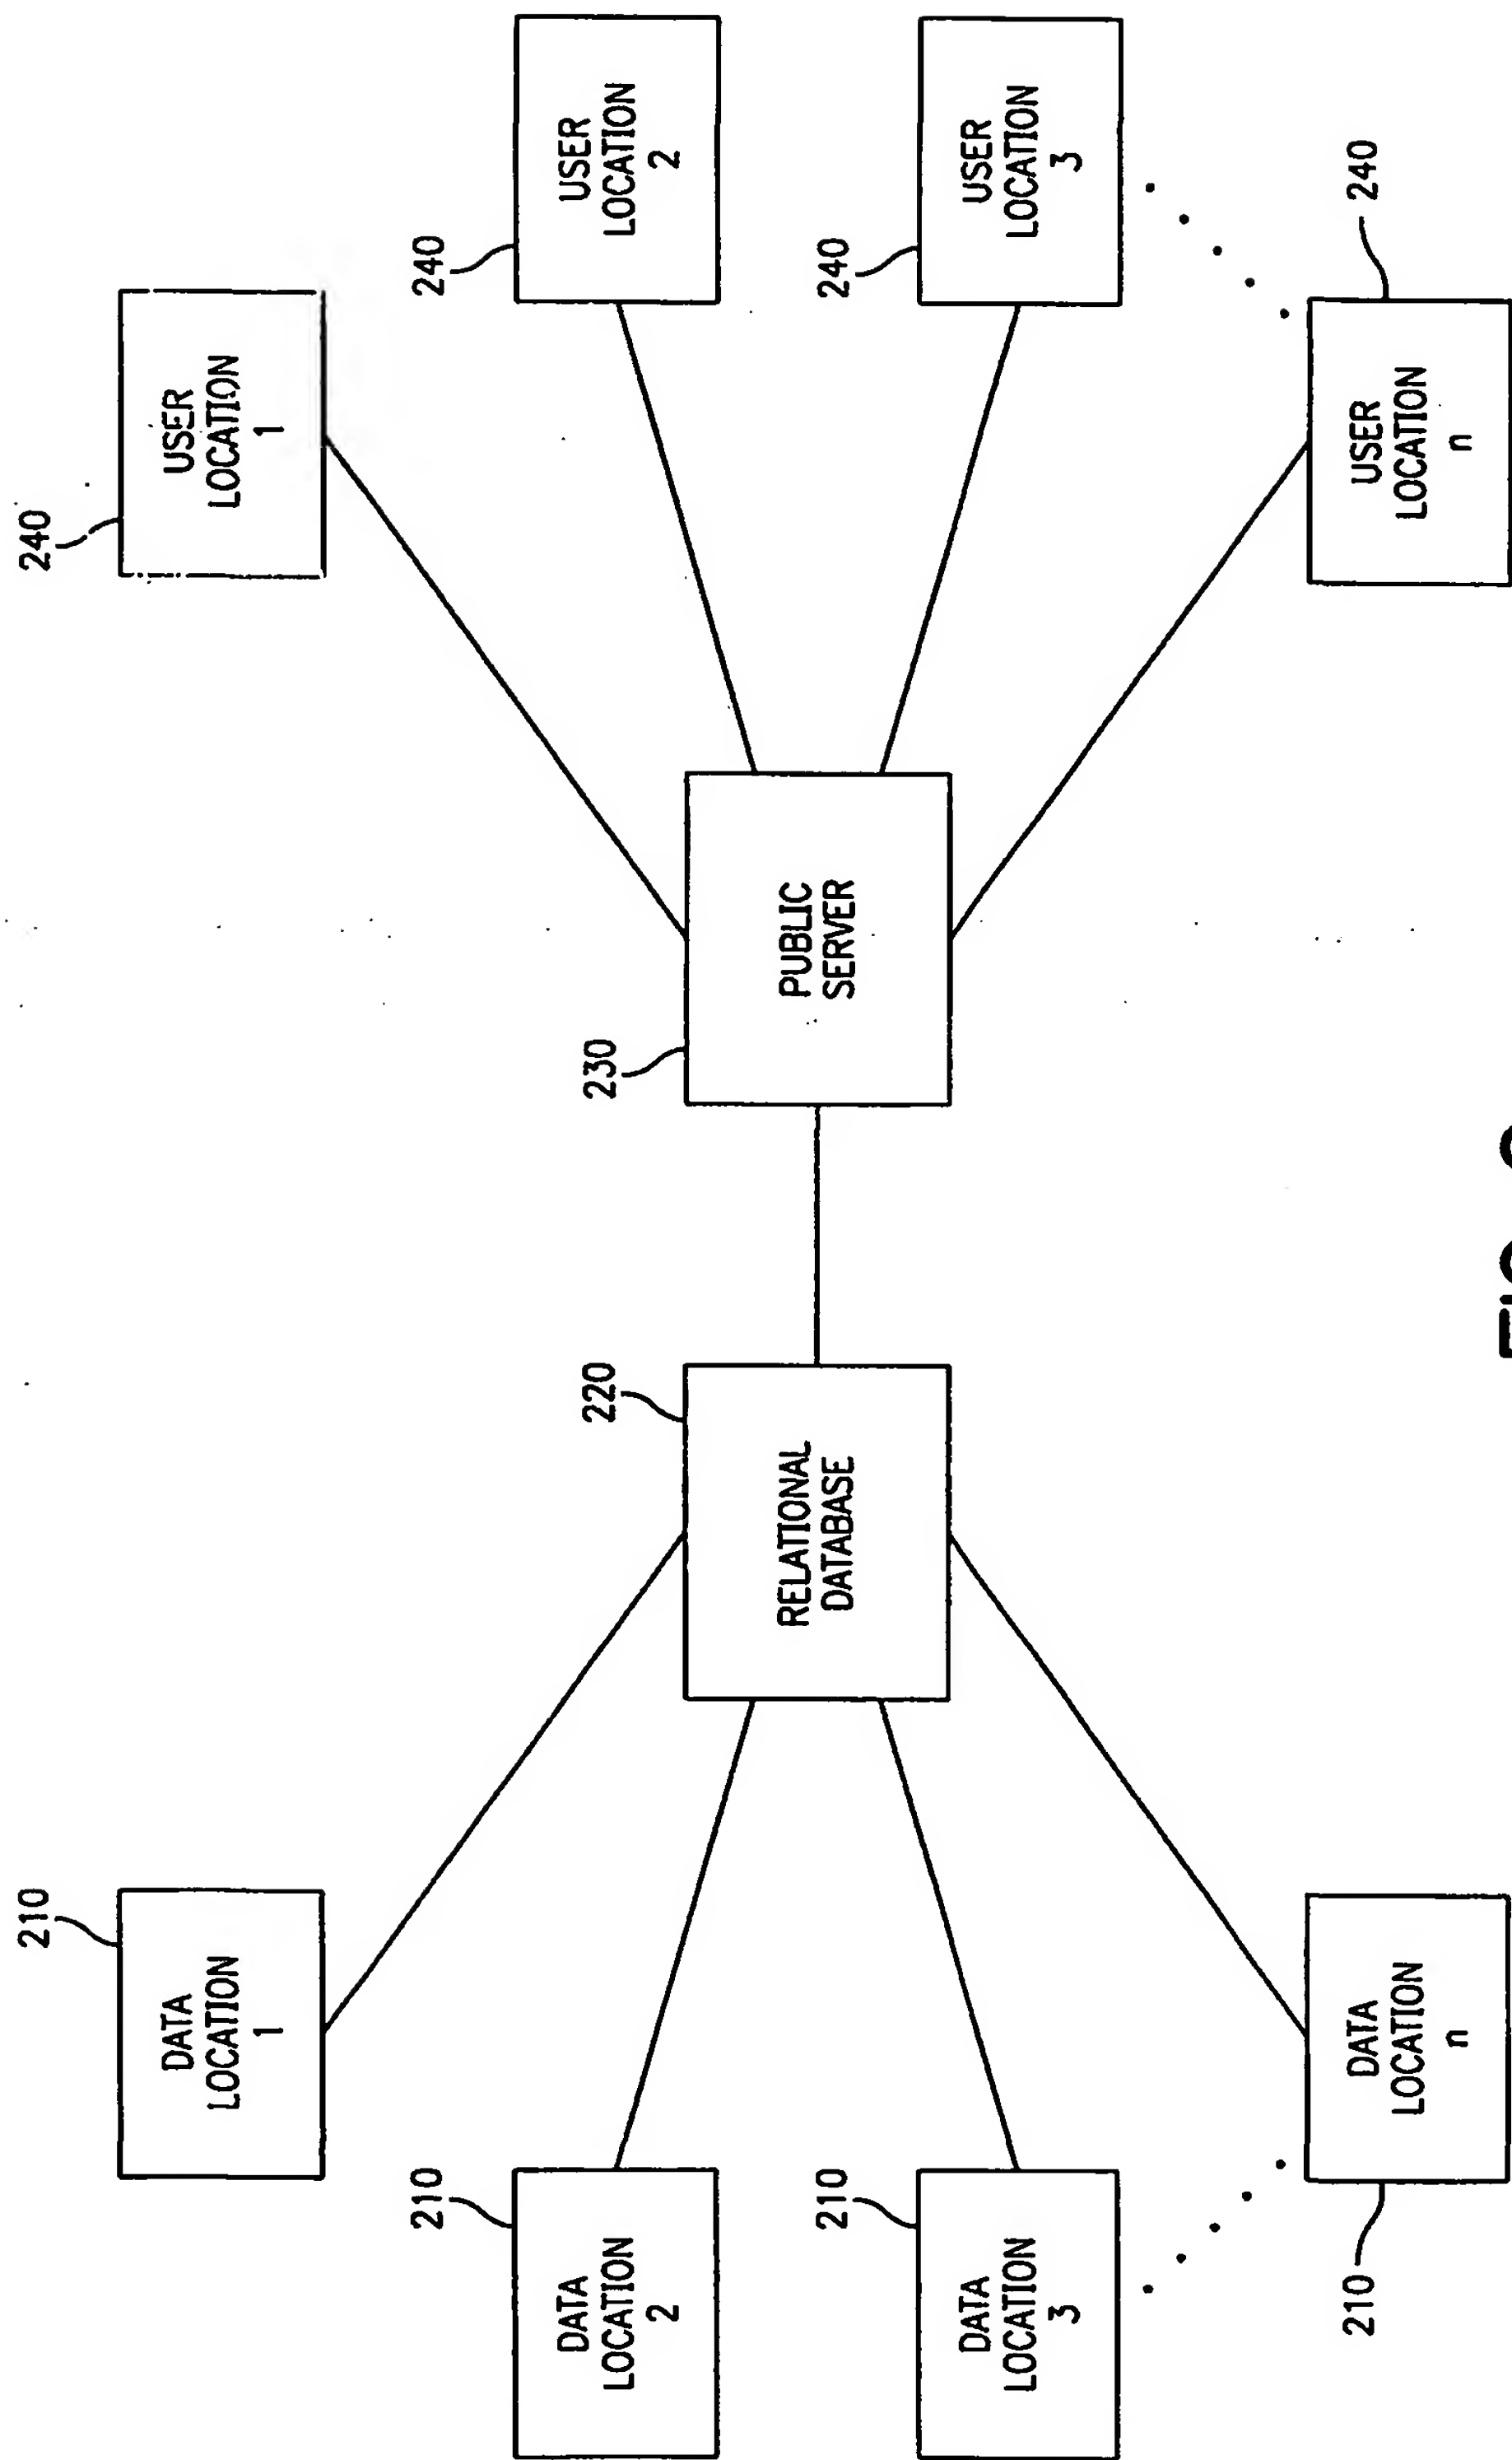 210
DATA
LOCATION
1
210
DATA
LOCATION
2
210
DATA
LOCATION
3
210
DATA
LOCATION
n
220
RELATIONAL
DATABASE
230
PUBLIC
SERVER
240
USER
LOCATION
1
240
USER
LOCATION
2
240
USER
LOCATION
3
240
USER
LOCATION
n